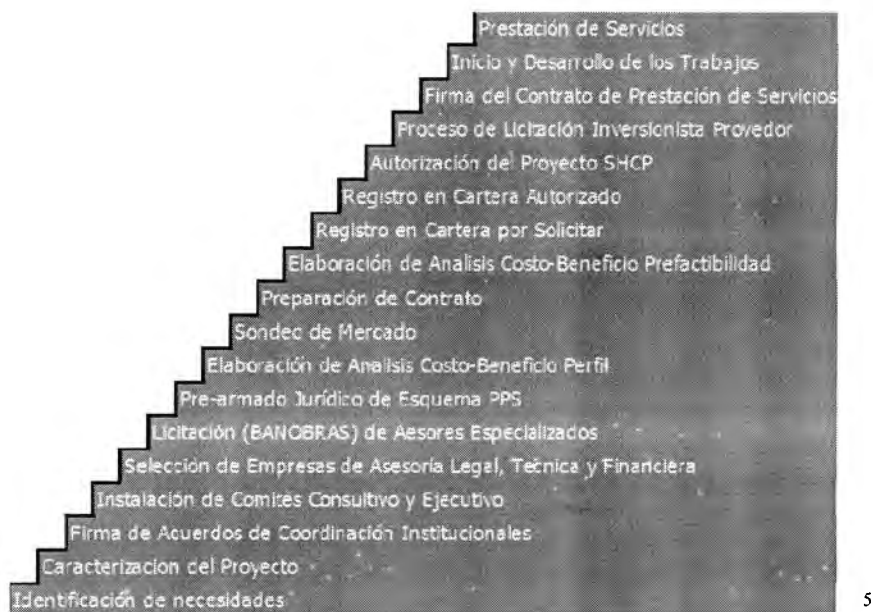 Prestación de Servicios
Inicio y Desarrollo de los Trabajos
Firma del Contrato de Prestación de Servicios
Proceso de Licitación Inversionista Provedor
Autorización del Proyecto SHCP
Registro en Cartera Autorizado
Registro en Cartera por Solicitar
Elaboración de Analisis Costo-Beneficio Prefactibilidad
Preparación de Contrato
Sondeo de Mercado
Elaboración de Analisis Costo-Beneficio Perfil
Pre-armado Jurídico de Esquema PPS
Licitación (BANOBRAS) de Aesores Especializados
Selección de Empresas de Asesoría Legal, Técnica y Financiera
Instalación de Comites Consultivo y Ejecutivo
Firma de Acuerdos de Coordinación Institucionales
Caracterizacion del Proyecto
Identificación de necesidades
5